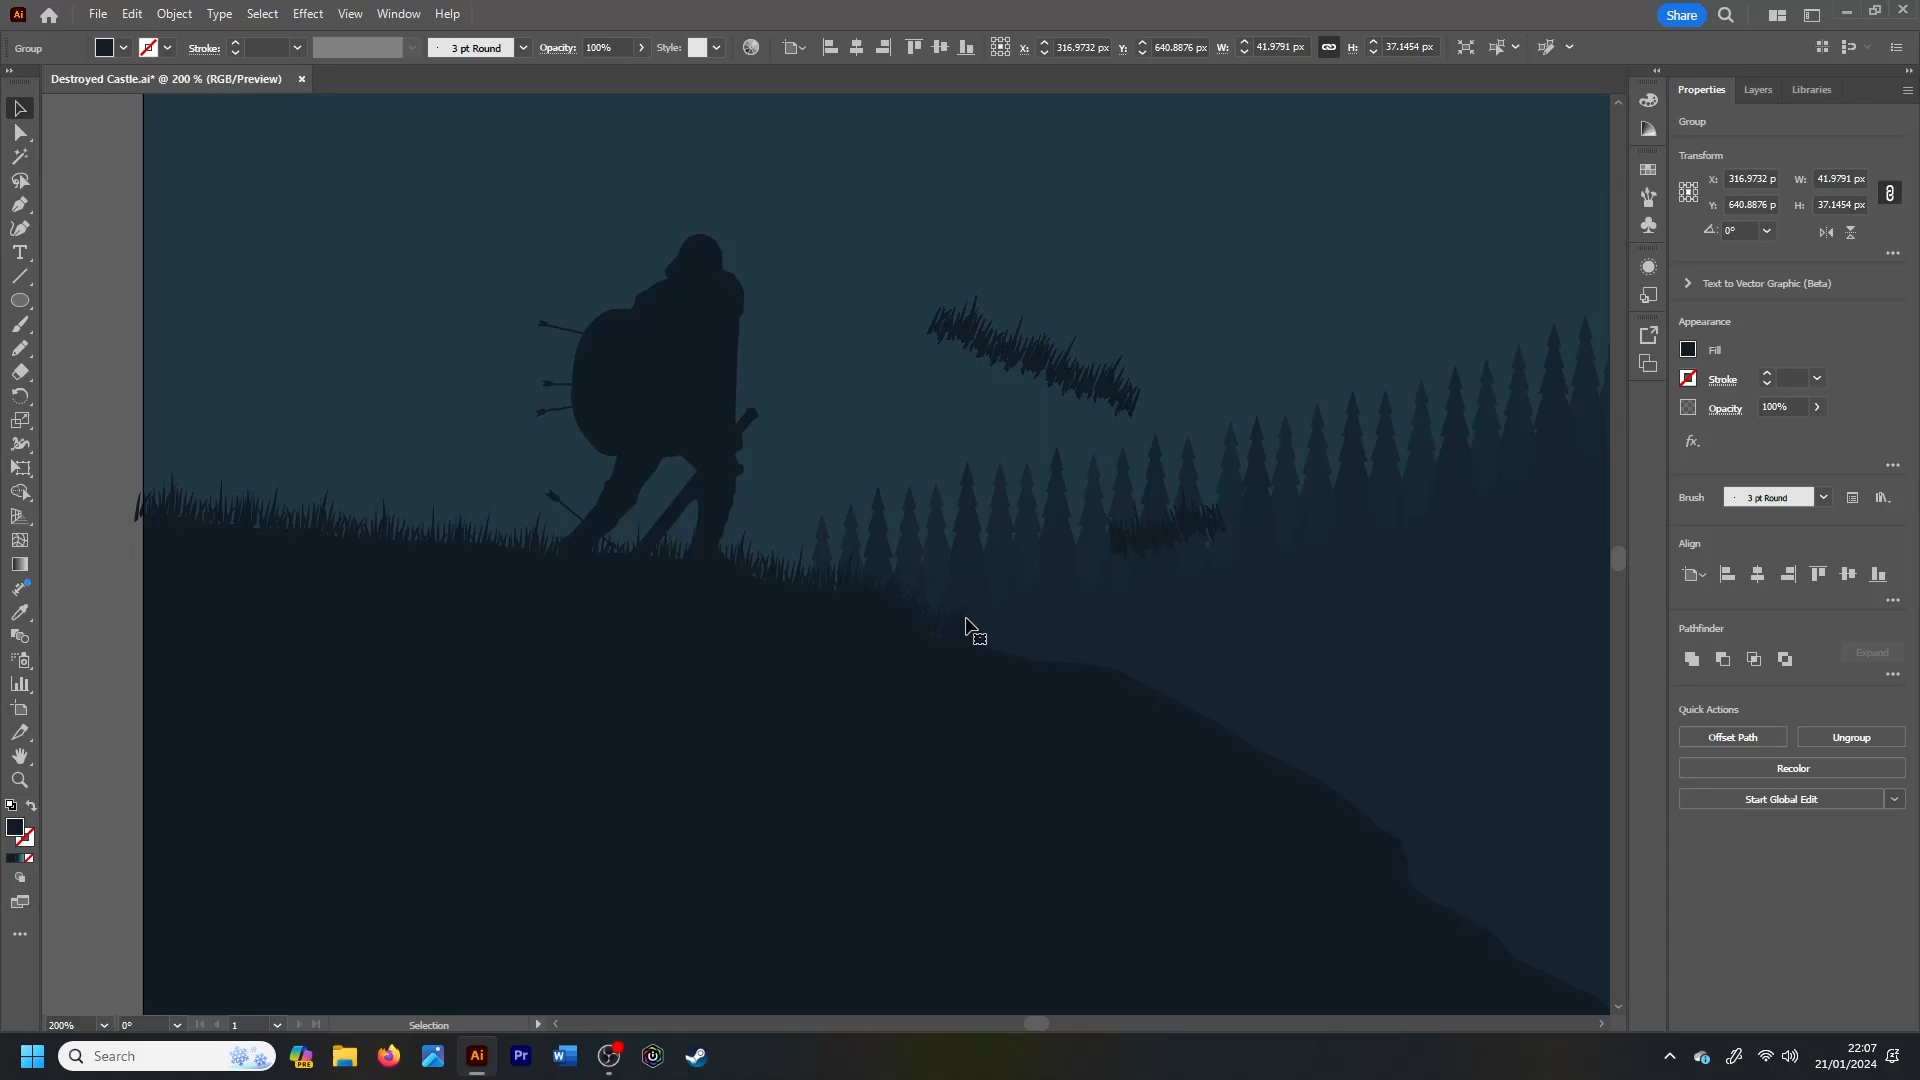 Ai File Edit Object Type Select Effect View Window Help Share
Group Stroke: 3 pt Round Opacity: 100% Style: X: 316.9732 px Y: 640.8876 px W: 41.9791 px H: 37.1454 px
Destroyed Castle.ai* @ 200 % (RGB/Preview) ×
Properties Layers Libraries
Group
Transform
X: 316.9732 p W: 41.9791 px
Y: 640.8876 p H: 37.1454 px
0°
Text to Vector Graphic (Beta)
Appearance
Fill
Stroke
Opacity 100%
fx.
Brush 3 pt Round
Align
Pathfinder
Expand
Quick Actions
Offset Path Ungroup
Recolor
Start Global Edit
200% 0° 1 Selection
Search PRE Ai Pr W
22:07
21/01/2024